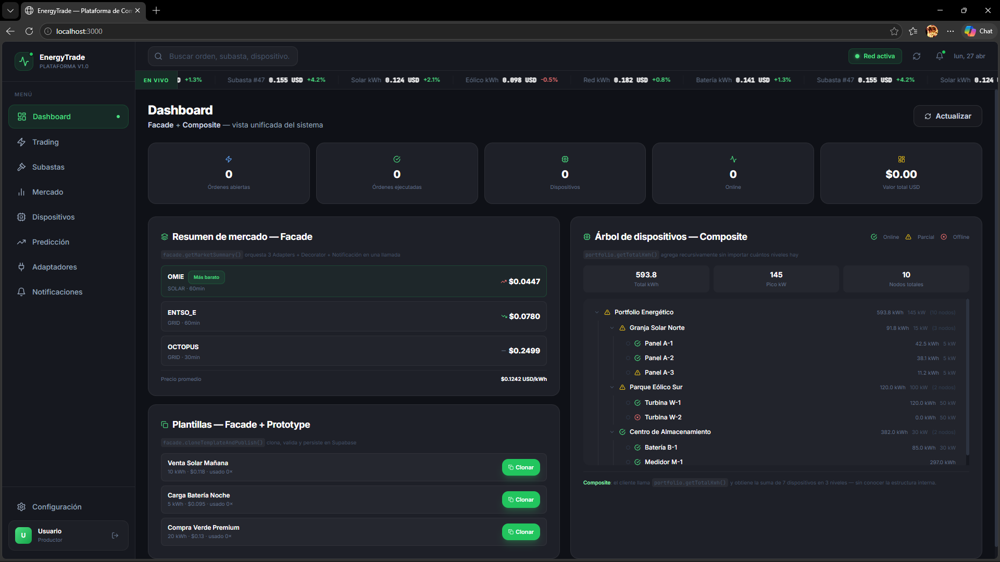 EnergyTrade — Plataforma de Con
localhost:3000
Chat
EnergyTrade
PLATAFORMA V1.0
Buscar orden, subasta, dispositivo.
Red activa
lun, 27 abr
EN VIVO
D +1.3%
Subasta #47 0.155 USD +4.2%
Solar kWh 0.124 USD +2.1%
Eólico kWh 0.098 USD -0.5%
Red kWh 0.182 USD +0.8%
Batería kWh 0.141 USD +1.3%
Subasta #47 0.155 USD +4.2%
Solar kWh 0.124
MENÚ
Dashboard
Trading
Subastas
Mercado
Dispositivos
Predicción
Adaptadores
Notificaciones
Configuración
U
Usuario
Productor
Dashboard
Facade + Composite — vista unificada del sistema
Actualizar
0
Órdenes abiertas
0
Órdenes ejecutadas
0
Dispositivos
0
Online
$0.00
Valor total USD
Resumen de mercado — Facade
facade.getMarketSummary() orquesta 3 Adapters + Decorator + Notificación en una llamada
OMIE Más barato
SOLAR · 60min
$0.0447
ENTSO_E
GRID · 60min
$0.0780
OCTOPUS
GRID · 30min
$0.2499
Precio promedio $0.1242 USD/kWh
Plantillas — Facade + Prototype
facade.cloneTemplateAndPublish() clona, valida y persiste en Supabase
Venta Solar Mañana
10 kWh · $0.118 · usado 0×
Clonar
Carga Batería Noche
5 kWh · $0.095 · usado 0×
Clonar
Compra Verde Premium
20 kWh · $0.13 · usado 0×
Clonar
Árbol de dispositivos — Composite
Online Parcial Offline
portfolio.getTotalKwh() agrega recursivamente sin importar cuántos niveles hay
593.8
Total kWh
145
Pico kW
10
Nodos totales
Portfolio Energético 593.8 kWh 145 kW (10 nodos)
Granja Solar Norte 91.8 kWh 15 kW (3 nodos)
Panel A-1 42.5 kWh 5 kW
Panel A-2 38.1 kWh 5 kW
Panel A-3 11.2 kWh 5 kW
Parque Eólico Sur 120.0 kWh 100 kW (2 nodos)
Turbina W-1 120.0 kWh 50 kW
Turbina W-2 0.0 kWh 50 kW
Centro de Almacenamiento 382.0 kWh 30 kW (2 nodos)
Batería B-1 85.0 kWh 30 kW
Medidor M-1 297.0 kWh
Composite: el cliente llama portfolio.getTotalKwh() y obtiene la suma de 7 dispositivos en 3 niveles — sin conocer la estructura interna.